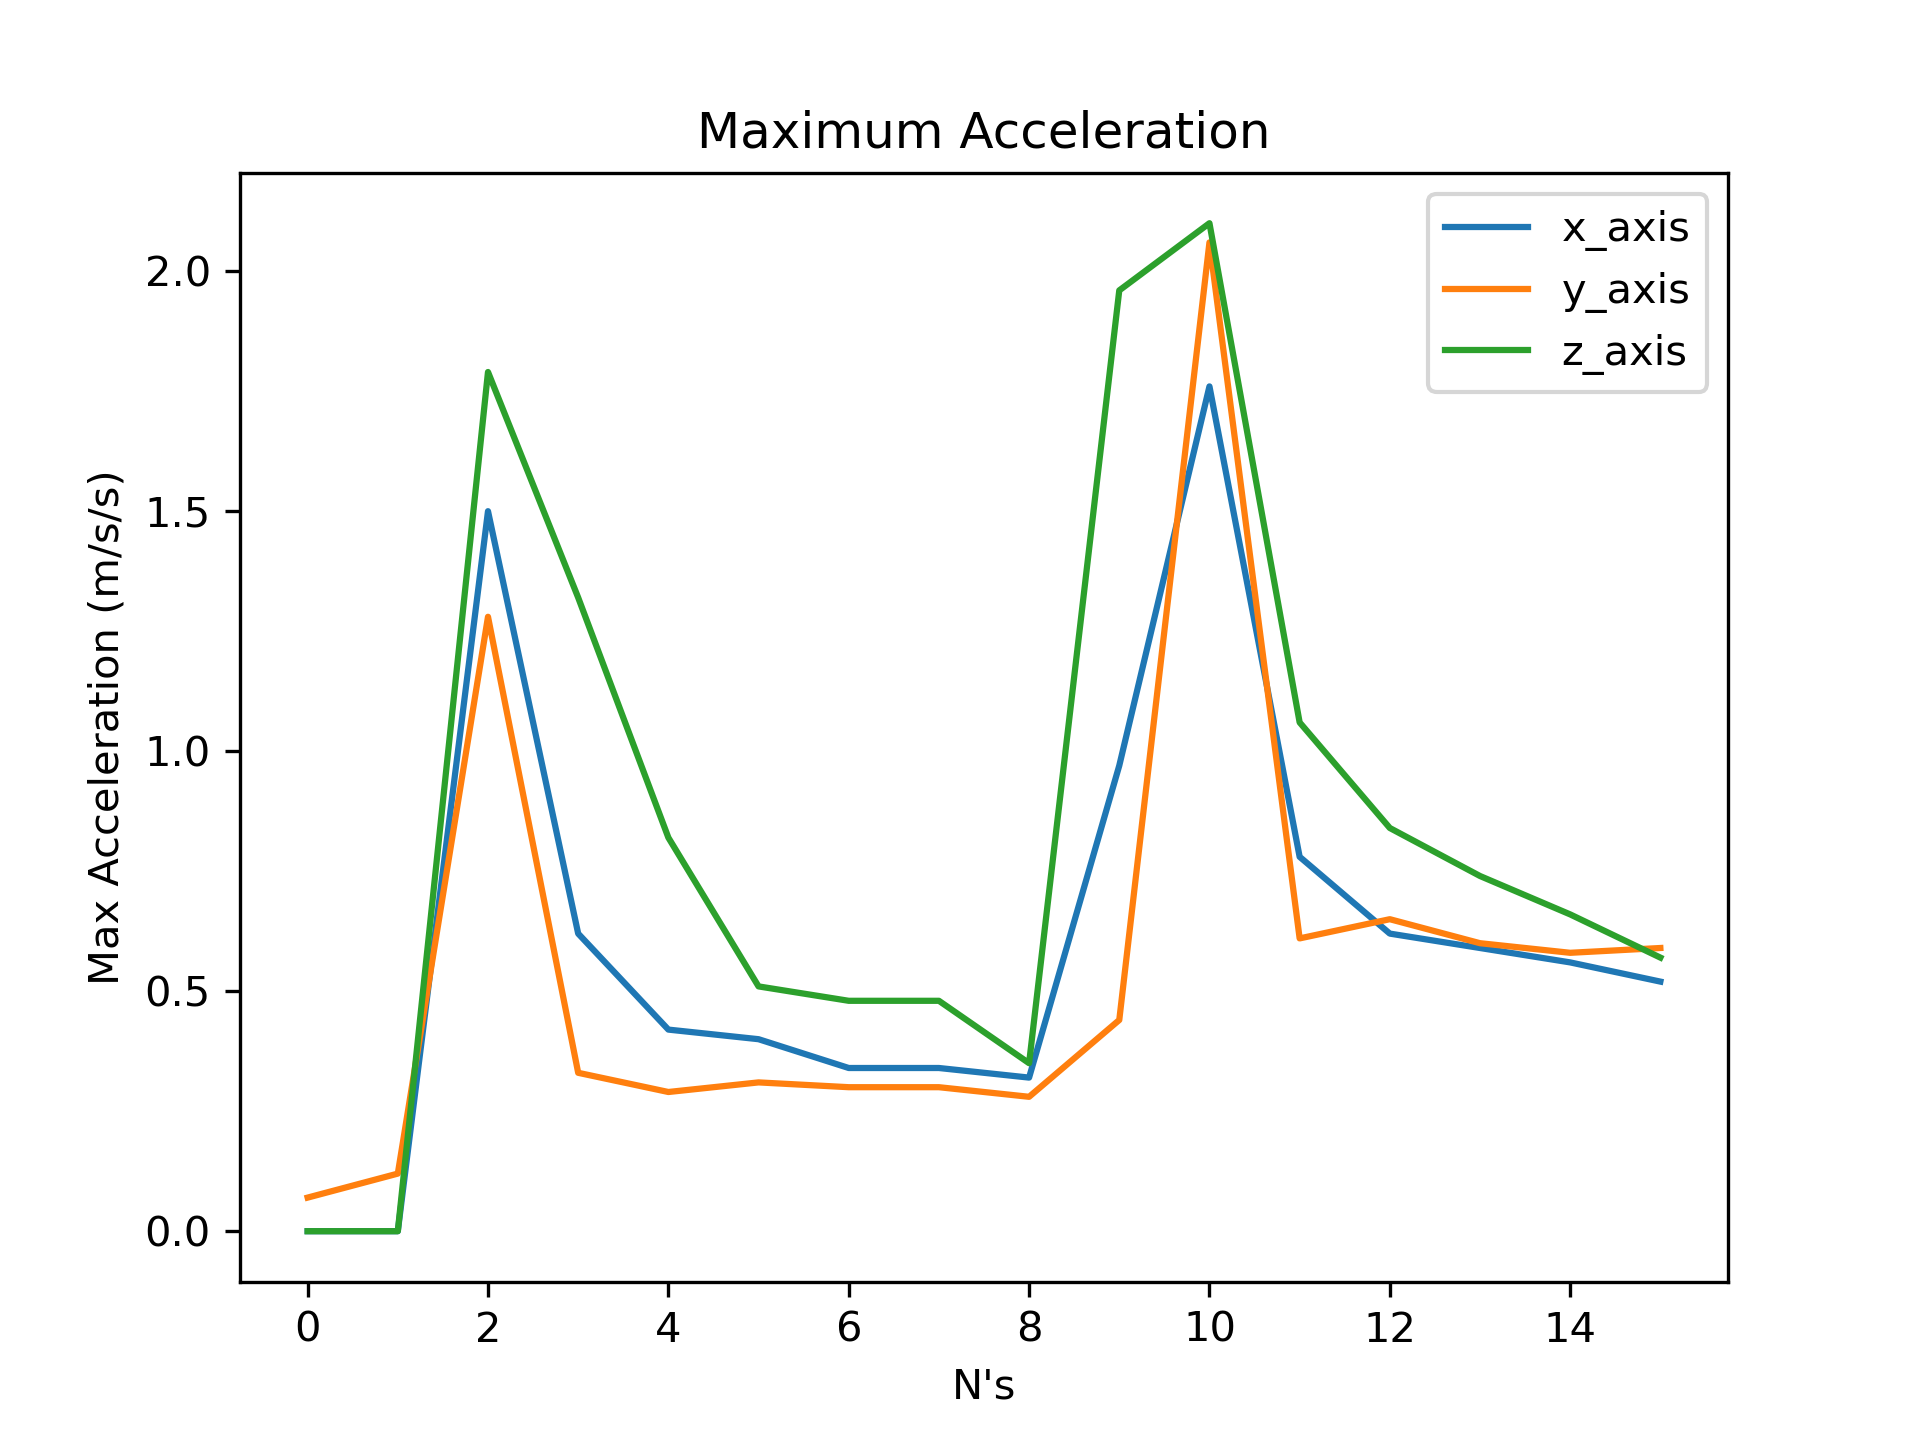 Maximum Acceleration
x_axis
y_axis
z_axis
Max Acceleration (m/s/s)
2.0
1.5
1.0
0.5
0.0
0 2 4 6 8 10 12 14
N's